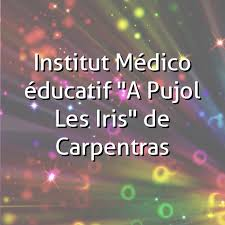 Institut Médico
éducatif "A Pujol
Les Iris" de
Carpentras